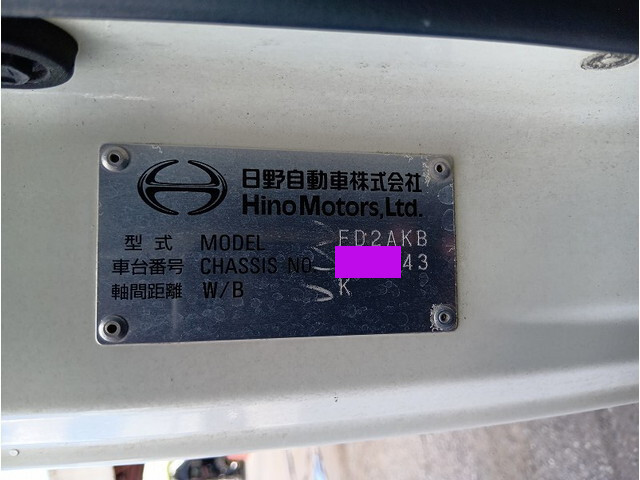 日野自動車株式会社
Hino Motors, Ltd.
型式 MODEL FD2AKB
車台番号 CHASSIS NO. 43
軸間距離 W/B K